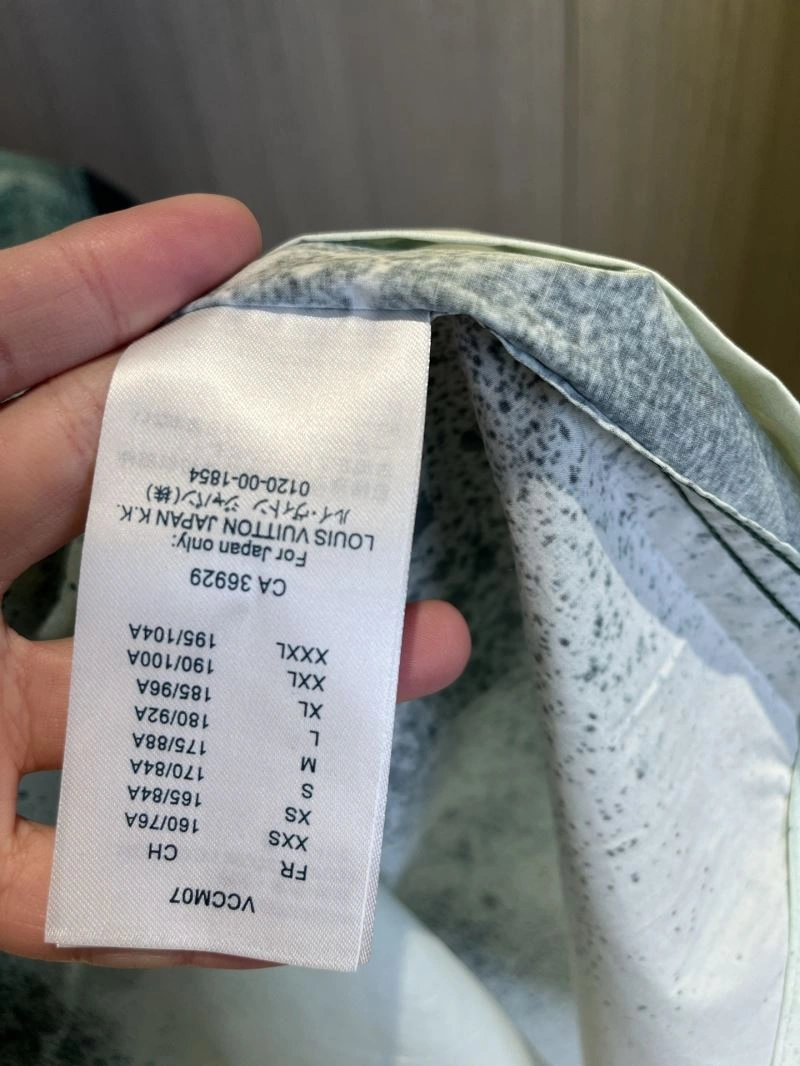 VCCM07
FR CH
XXS 160/76A
XS 165/84A
S 170/84A
M 175/88A
L 180/92A
XL 185/96A
XXL 190/100A
XXXL 195/104A
CA 36929
For Japan only:
LOUIS VUITTON JAPAN K.K.
ルイ・ヴィトン ジャパン(株)
0120-00-1854